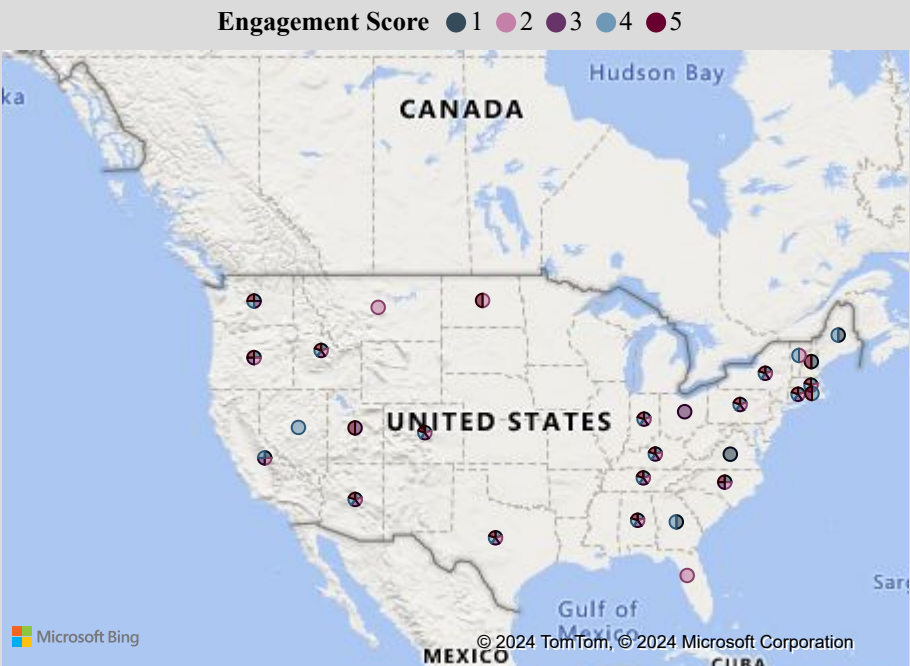 Engagement Score 1 2 3 4 5
Hudson Bay
ka
CANADA
UNITED STATES
Sarg
Gulf of
Mexico
Microsoft Bing
© 2024 TomTom, © 2024 Microsoft Corporation
MEXICO
CUBA